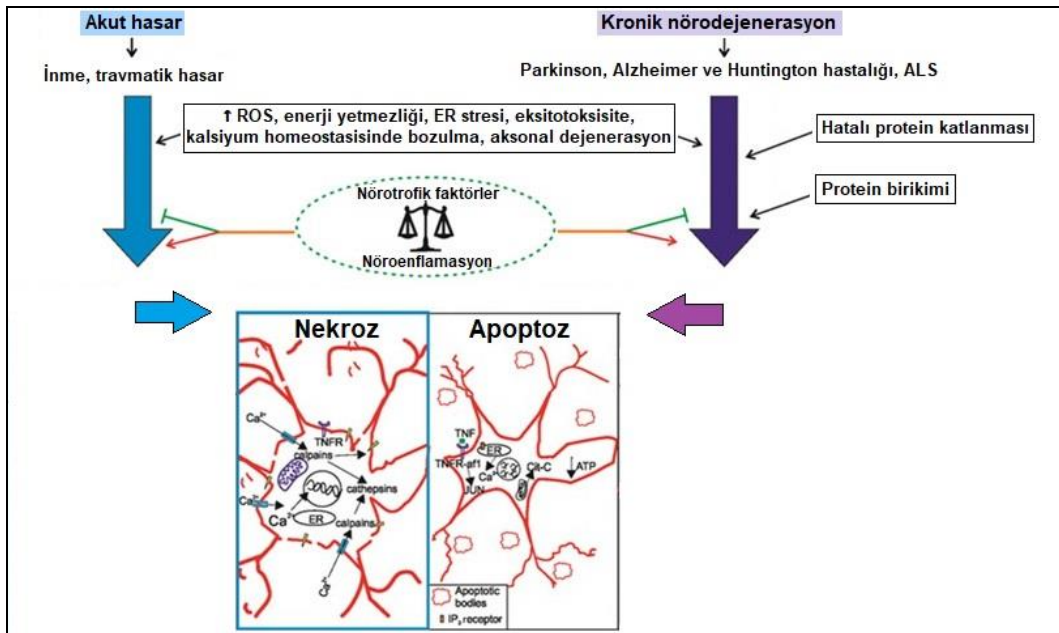 Akut hasar
Kronik nörodejenerasyon
İnme, travmatik hasar
Parkinson, Alzheimer ve Huntington hastalığı, ALS
↑ ROS, enerji yetmezliği, ER stresi, eksitotoksisite,
kalsiyum homeostasisinde bozulma, aksonal dejenerasyon
Hatalı protein katlanması
Protein birikimi
Nörotrofik faktörler
Nöroenflamasyon
Nekroz
Apoptoz
Ca²⁺
TNFR
calpains
cathepsins
Ca²⁺
Ca²⁺
ER
calpains
Ca²⁺
TNF
ER
TNFR-af1
Ca²⁺
Cit-C
ATP
JUN
Apoptotic
bodies
IP₃ receptor